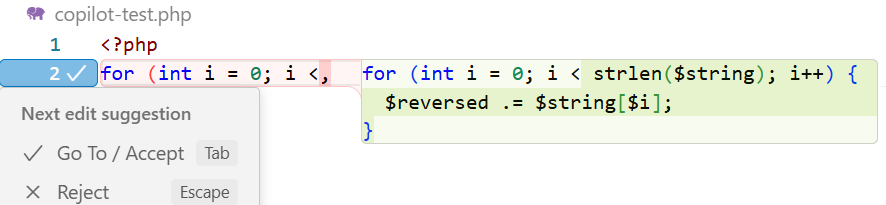 copilot-test.php
1 <?php
2 for (int i = 0; i <, for (int i = 0; i < strlen($string); i++) {
$reversed .= $string[$i];
}
Next edit suggestion
Go To / Accept Tab
Reject Escape